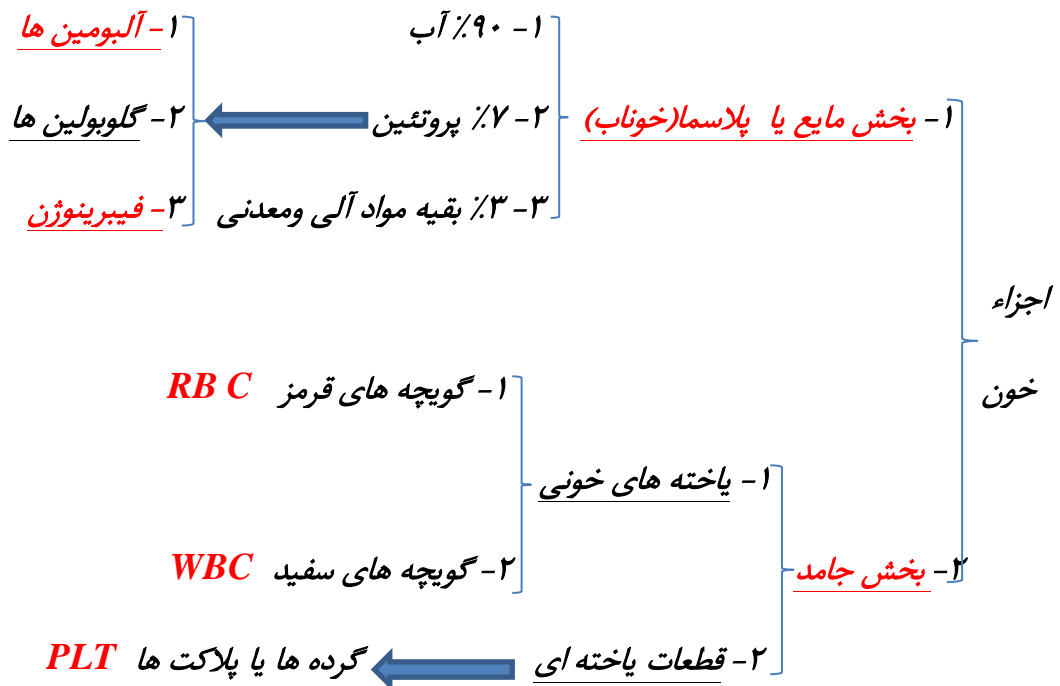 ۱- ۹۰٪ آب
۱- آلبومین ها
۱- بخش مایع یا پلاسما(خوناب)
۲- ۷٪ پروتئین
۲- گلوبولین ها
۳- ۳٪ بقیه مواد آلی ومعدنی
۳- فیبرینوژن
اجزاء
خون
۱- گویچه های قرمز RB C
۱- یاخته های خونی
۲- بخش جامد
۲- گویچه های سفید WBC
۲- قطعات یاخته ای
گرده ها یا پلاکت ها PLT